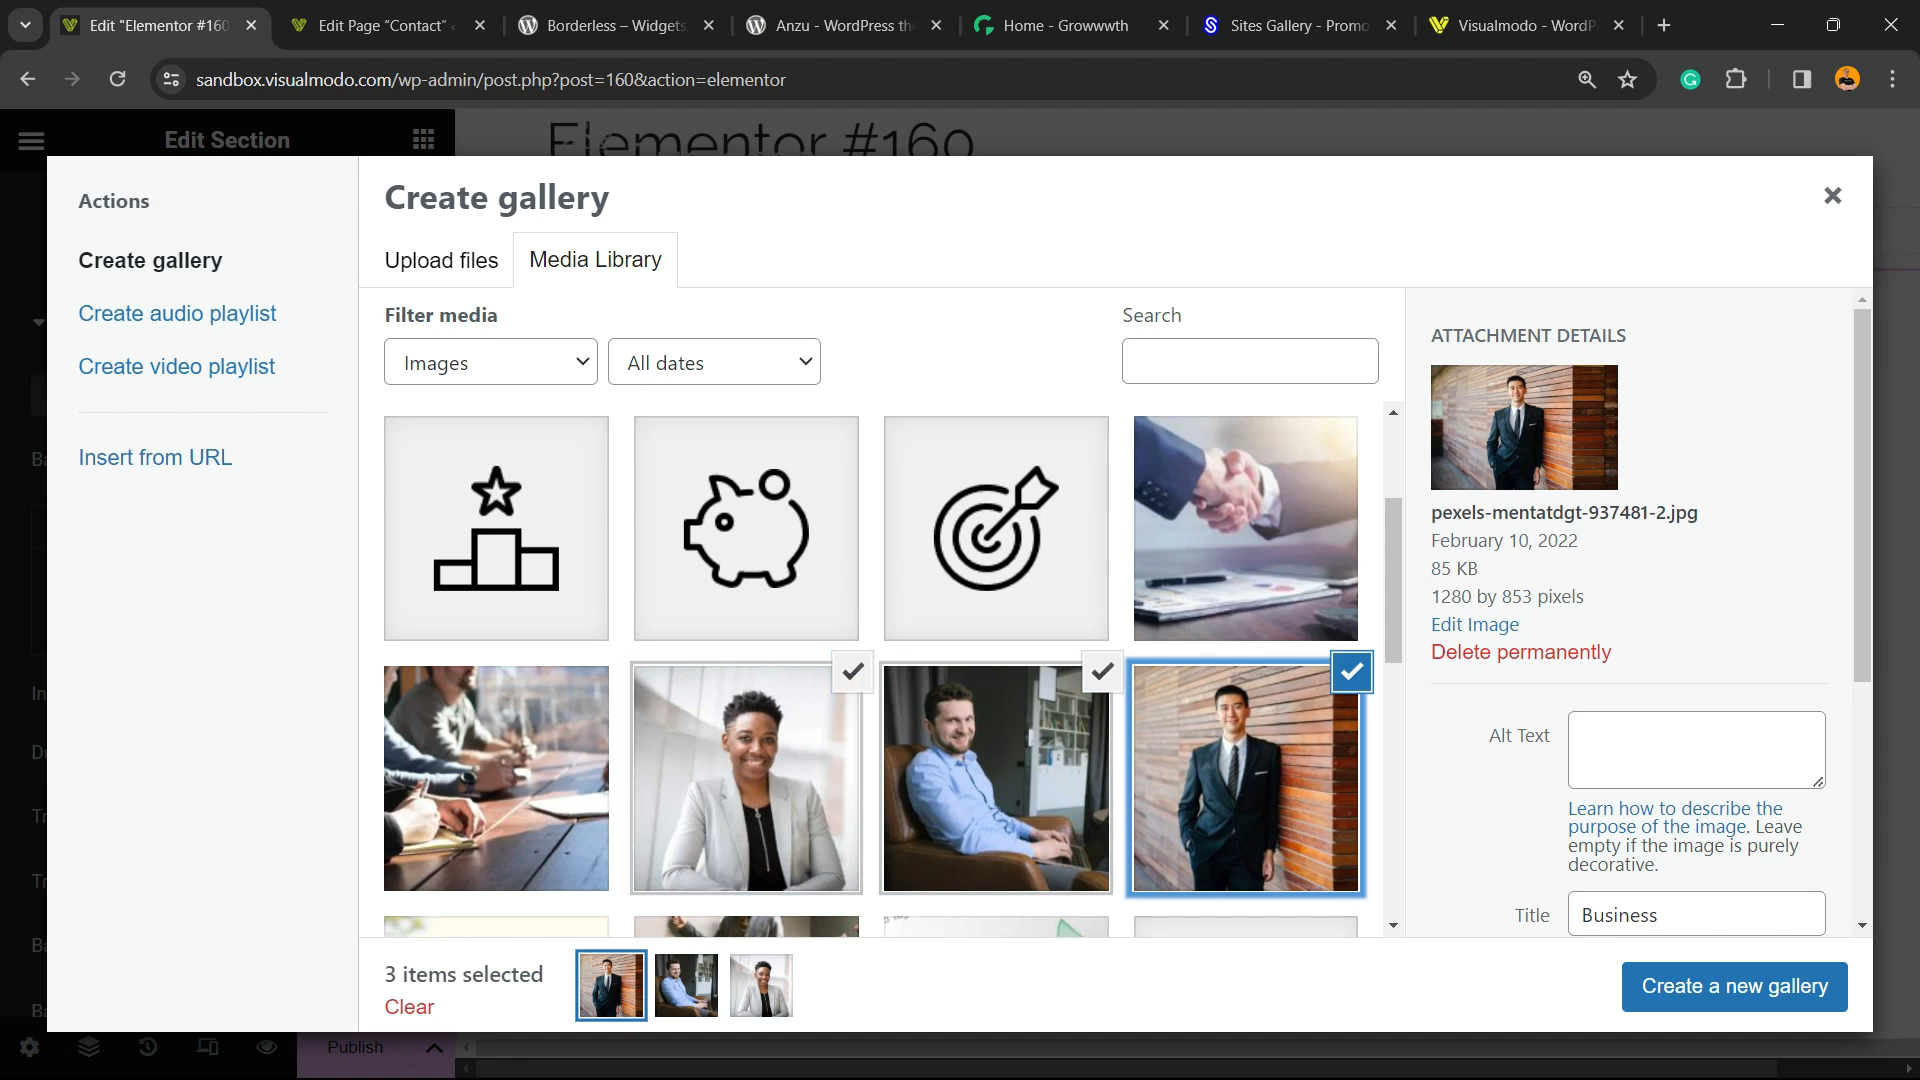 Edit "Elementor #160
Edit Page "Contact"
Borderless – Widgets
Anzu - WordPress th
Home - Growwwth
Sites Gallery - Promo
Visualmodo - WordP
sandbox.visualmodo.com/wp-admin/post.php?post=160&action=elementor
Edit Section
Elementor #160
Actions
Create gallery
Create audio playlist
Create video playlist
Insert from URL
Create gallery
Upload files
Media Library
Filter media
Images
All dates
Search
ATTACHMENT DETAILS
pexels-mentatdgt-937481-2.jpg
February 10, 2022
85 KB
1280 by 853 pixels
Edit Image
Delete permanently
Alt Text
Learn how to describe the
purpose of the image. Leave
empty if the image is purely
decorative.
Title
Business
3 items selected
Clear
Create a new gallery
Publish